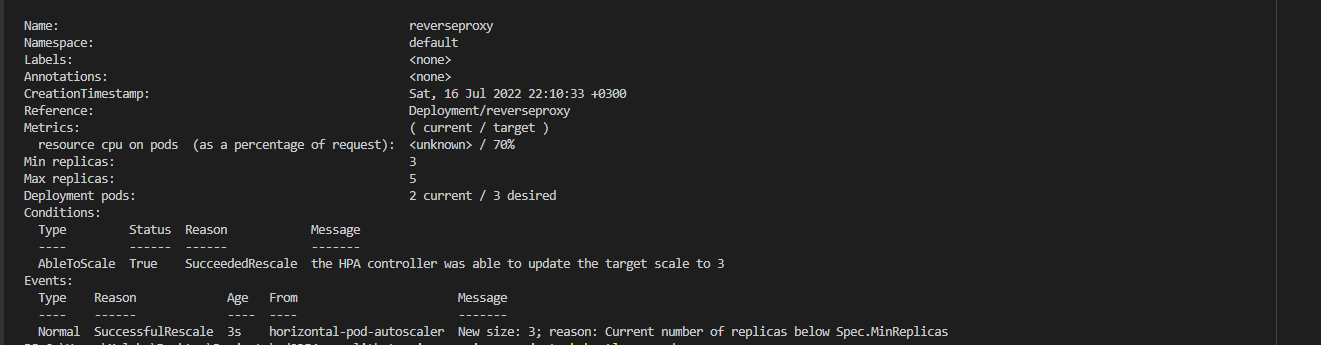 Name: reverseproxy
Namespace: default
Labels: <none>
Annotations: <none>
CreationTimestamp: Sat, 16 Jul 2022 22:10:33 +0300
Reference: Deployment/reverseproxy
Metrics: ( current / target )
resource cpu on pods (as a percentage of request): <unknown> / 70%
Min replicas: 3
Max replicas: 5
Deployment pods: 2 current / 3 desired
Conditions:
Type Status Reason Message
---- ------ ------ -------
AbleToScale True SucceededRescale the HPA controller was able to update the target scale to 3
Events:
Type Reason Age From Message
---- ------ ---- ---- -------
Normal SuccessfulRescale 3s horizontal-pod-autoscaler New size: 3; reason: Current number of replicas below Spec.MinReplicas